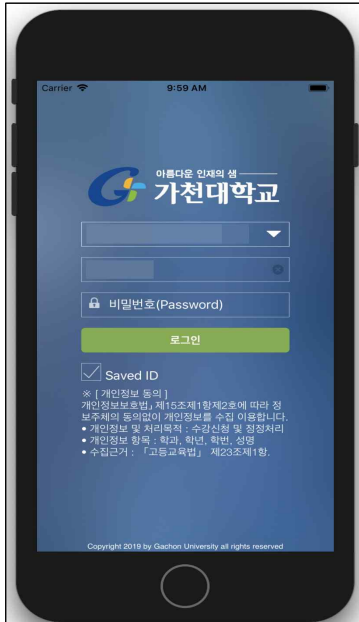 Carrier 9:59 AM
아름다운 인재의 샘
가천대학교
비밀번호(Password)
로그인
Saved ID
※ [ 개인정보 동의 ]
개인정보보호법」 제15조제1항제2호에 따라 정
보주체의 동의없이 개인정보를 수집 이용합니다.
● 개인정보 및 처리목적 : 수강신청 및 정정처리
● 개인정보 항목 : 학과, 학년, 학번, 성명
● 수집근거 : 「고등교육법」 제23조제1항.
Copyright 2019 by Gachon University all rights reserved